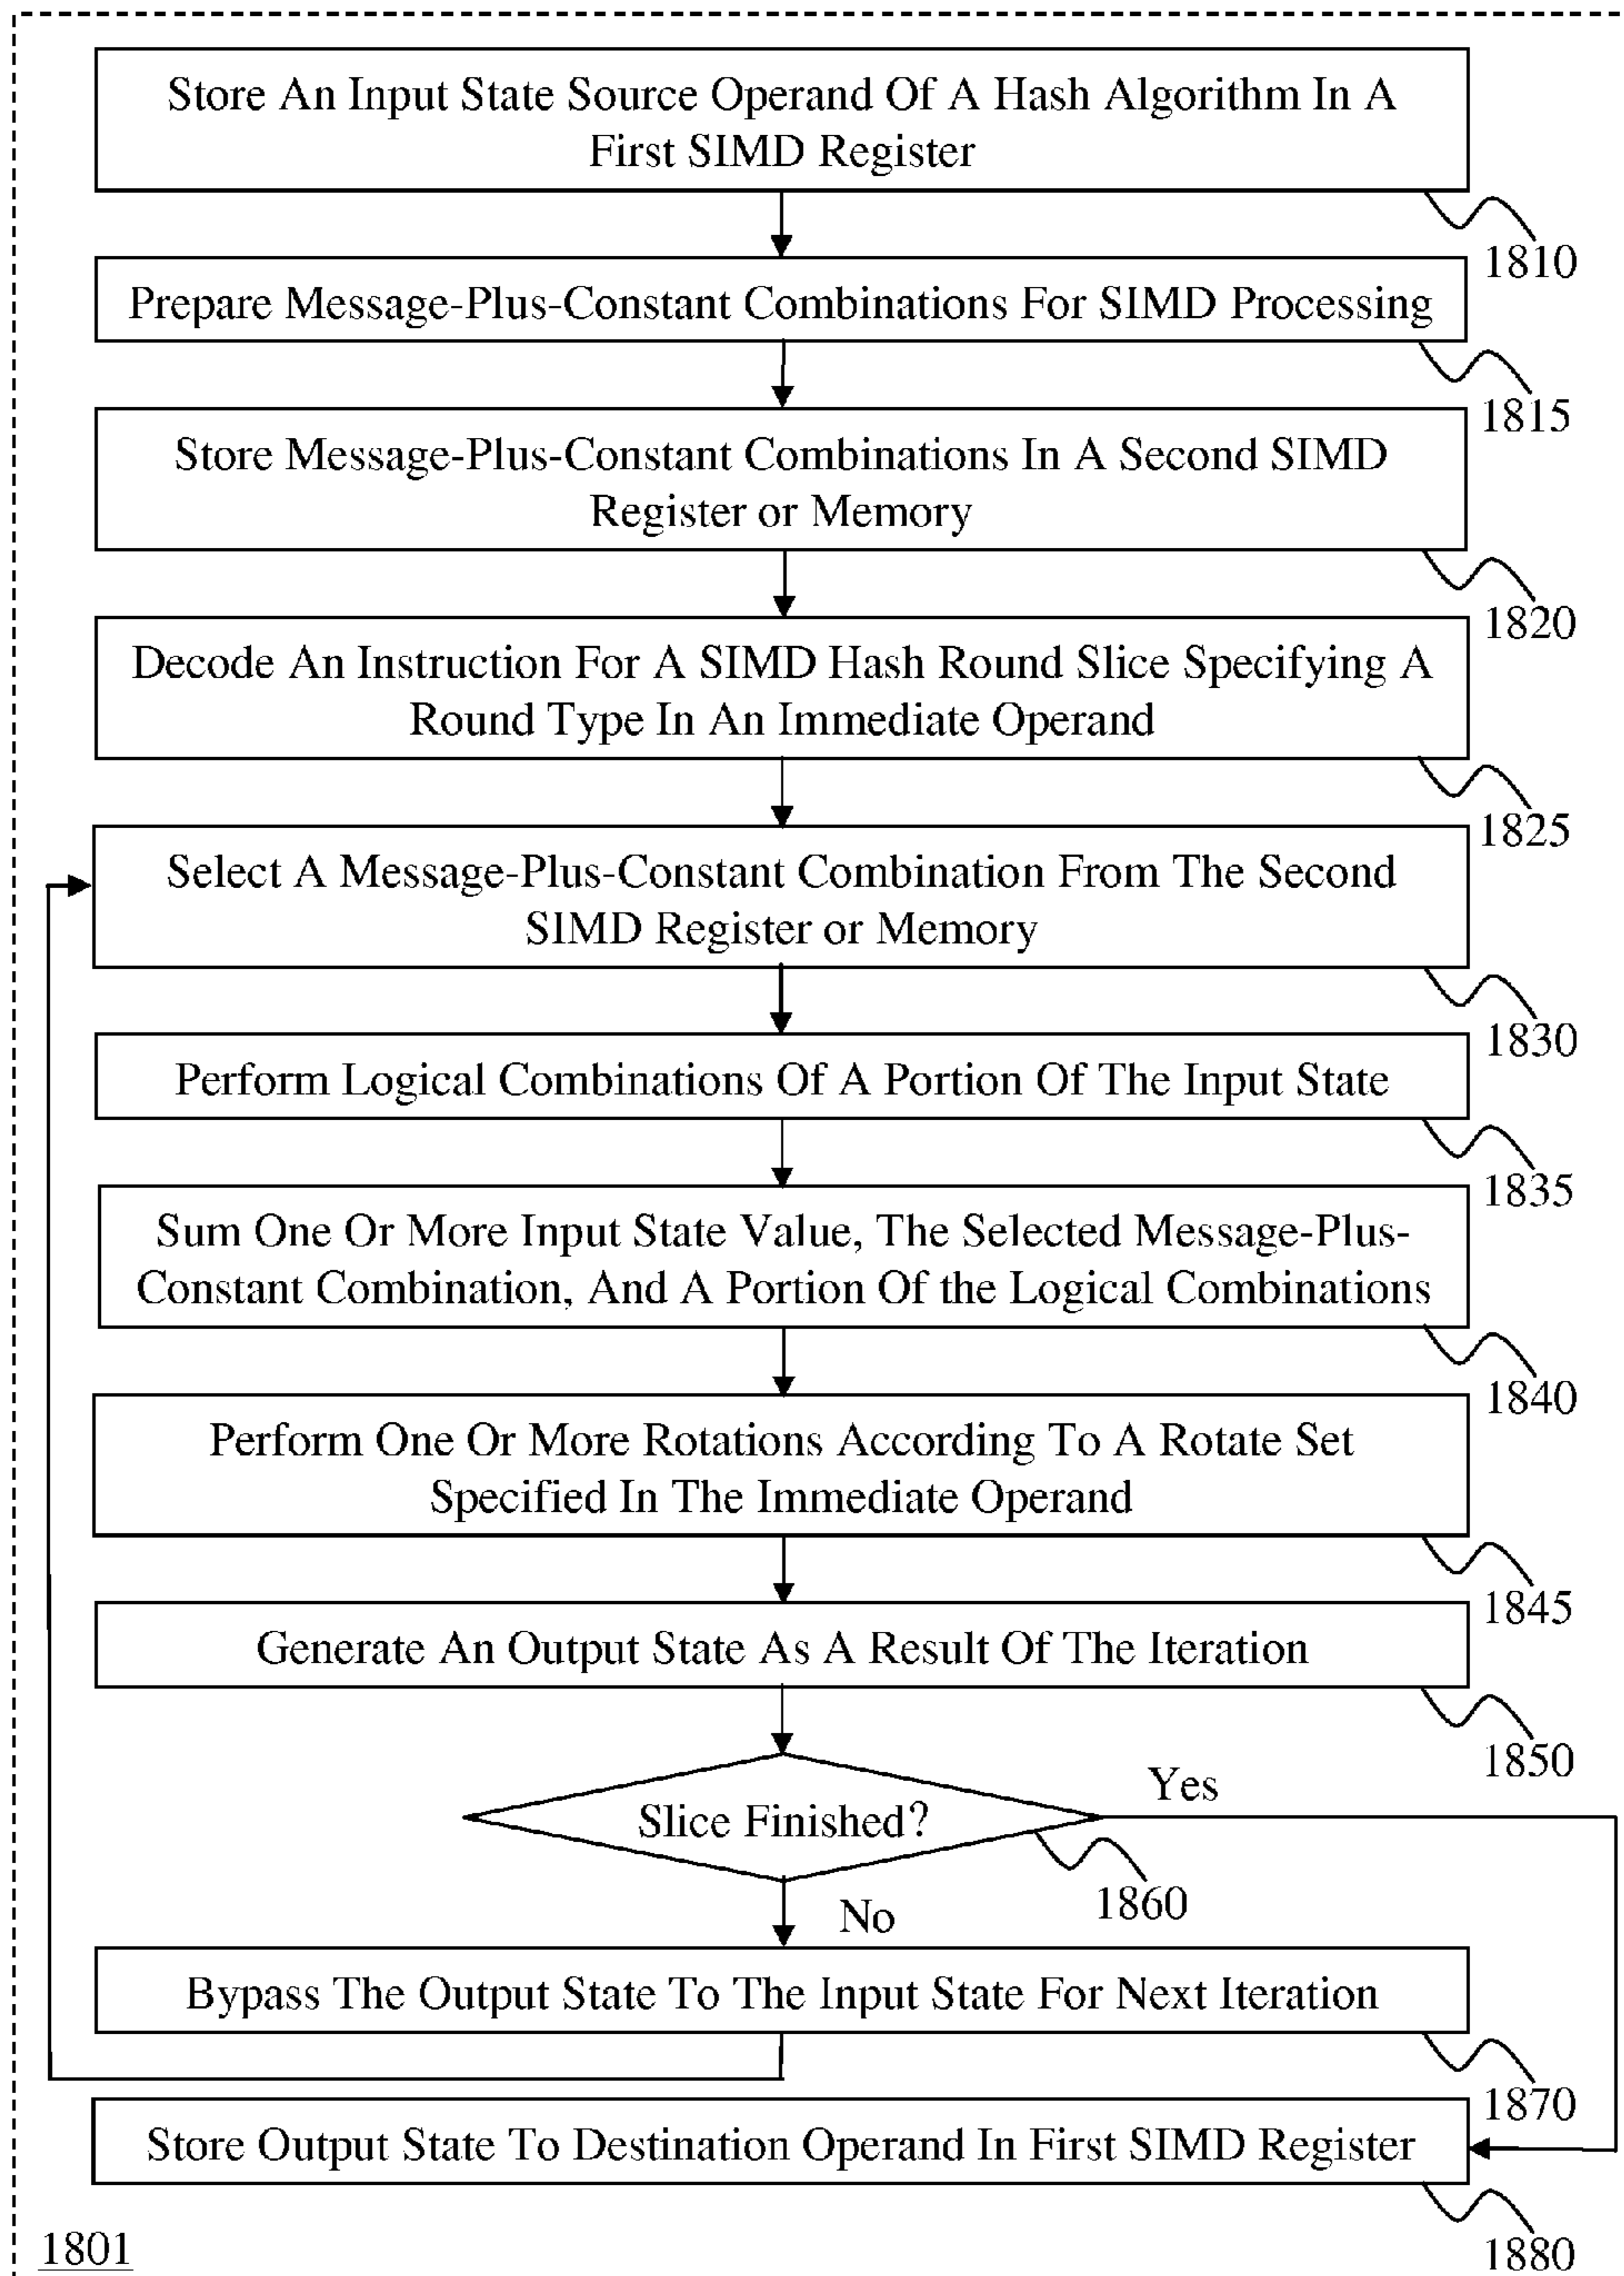 Store An Input State Source Operand Of A Hash Algorithm In A
First SIMD Register
1810
Prepare Message-Plus-Constant Combinations For SIMD Processing
1815
Store Message-Plus-Constant Combinations In A Second SIMD
Register or Memory
1820
Decode An Instruction For A SIMD Hash Round Slice Specifying A
Round Type In An Immediate Operand
1825
Select A Message-Plus-Constant Combination From The Second
SIMD Register or Memory
1830
Perform Logical Combinations Of A Portion Of The Input State
1835
Sum One Or More Input State Value, The Selected Message-Plus-
Constant Combination, And A Portion Of the Logical Combinations
1840
Perform One Or More Rotations According To A Rotate Set
Specified In The Immediate Operand
1845
Generate An Output State As A Result Of The Iteration
1850
Yes
Slice Finished?
1860
No
Bypass The Output State To The Input State For Next Iteration
1870
Store Output State To Destination Operand In First SIMD Register
1880
1801